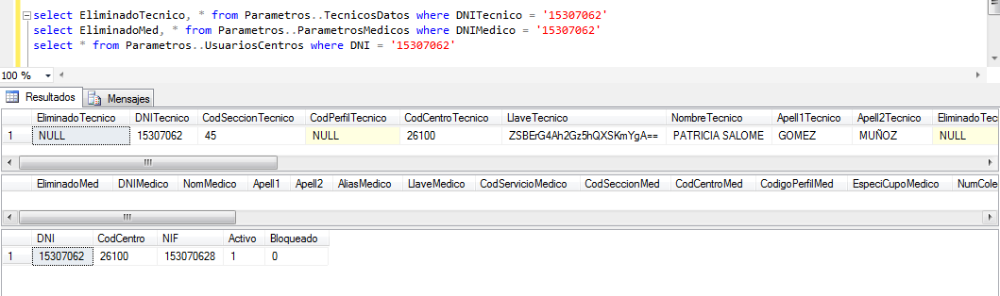 select EliminadoTecnico, * from Parametros..TecnicosDatos where DNITecnico = '15307062'
select EliminadoMed, * from Parametros..ParametrosMedicos where DNIMedico = '15307062'
select * from Parametros..UsuariosCentros where DNI = '15307062'
100 %
Resultados Mensajes
EliminadoTecnico DNITecnico CodSeccionTecnico CodPerfilTecnico CodCentroTecnico LlaveTecnico NombreTecnico Apell1Tecnico Apell2Tecnico EliminadoTecn
1 NULL 15307062 45 NULL 26100 ZSBErG4Ah2Gz5hQXSKmYgA== PATRICIA SALOME GOMEZ MUÑOZ NULL
EliminadoMed DNIMedico NomMedico Apell1 Apell2 AliasMedico LlaveMedico CodServicioMedico CodSeccionMed CodCentroMed CodigoPerfilMed EspeciCupoMedico NumCole
DNI CodCentro NIF Activo Bloqueado
1 15307062 26100 153070628 1 0